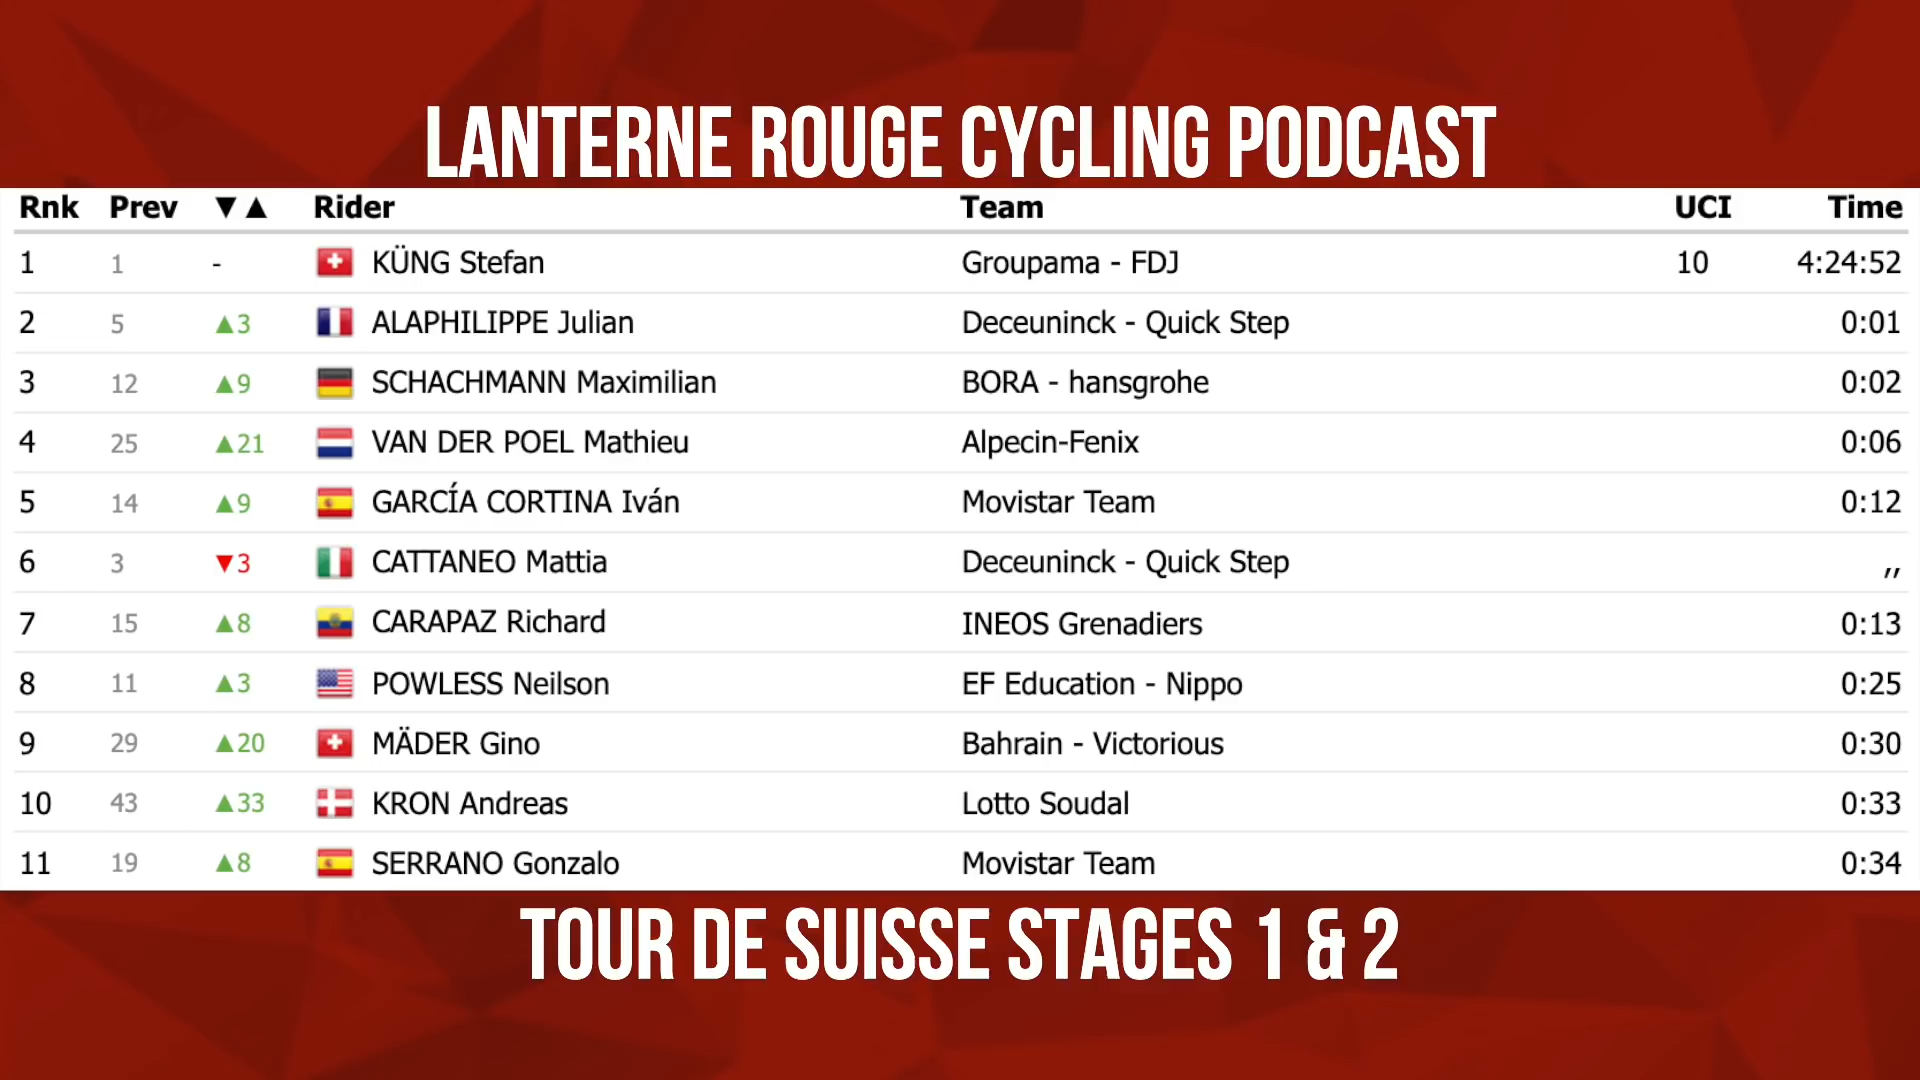 LANTERNE ROUGE CYCLING PODCAST
Rnk Prev ▼▲ Rider Team UCI Time
1 1 - KÜNG Stefan Groupama - FDJ 10 4:24:52
2 5 ▲3 ALAPHILIPPE Julian Deceuninck - Quick Step 0:01
3 12 ▲9 SCHACHMANN Maximilian BORA - hansgrohe 0:02
4 25 ▲21 VAN DER POEL Mathieu Alpecin-Fenix 0:06
5 14 ▲9 GARCÍA CORTINA Iván Movistar Team 0:12
6 3 ▼3 CATTANEO Mattia Deceuninck - Quick Step ,,
7 15 ▲8 CARAPAZ Richard INEOS Grenadiers 0:13
8 11 ▲3 POWLESS Neilson EF Education - Nippo 0:25
9 29 ▲20 MÄDER Gino Bahrain - Victorious 0:30
10 43 ▲33 KRON Andreas Lotto Soudal 0:33
11 19 ▲8 SERRANO Gonzalo Movistar Team 0:34
TOUR DE SUISSE STAGES 1 & 2